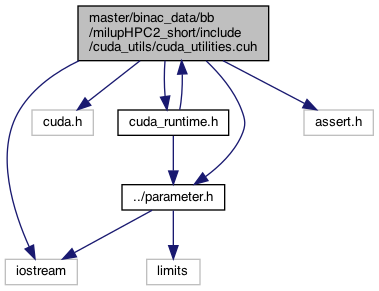 master/binac_data/bb
/milupHPC2_short/include
/cuda_utils/cuda_utilities.cuh
cuda.h
cuda_runtime.h
assert.h
../parameter.h
iostream
limits